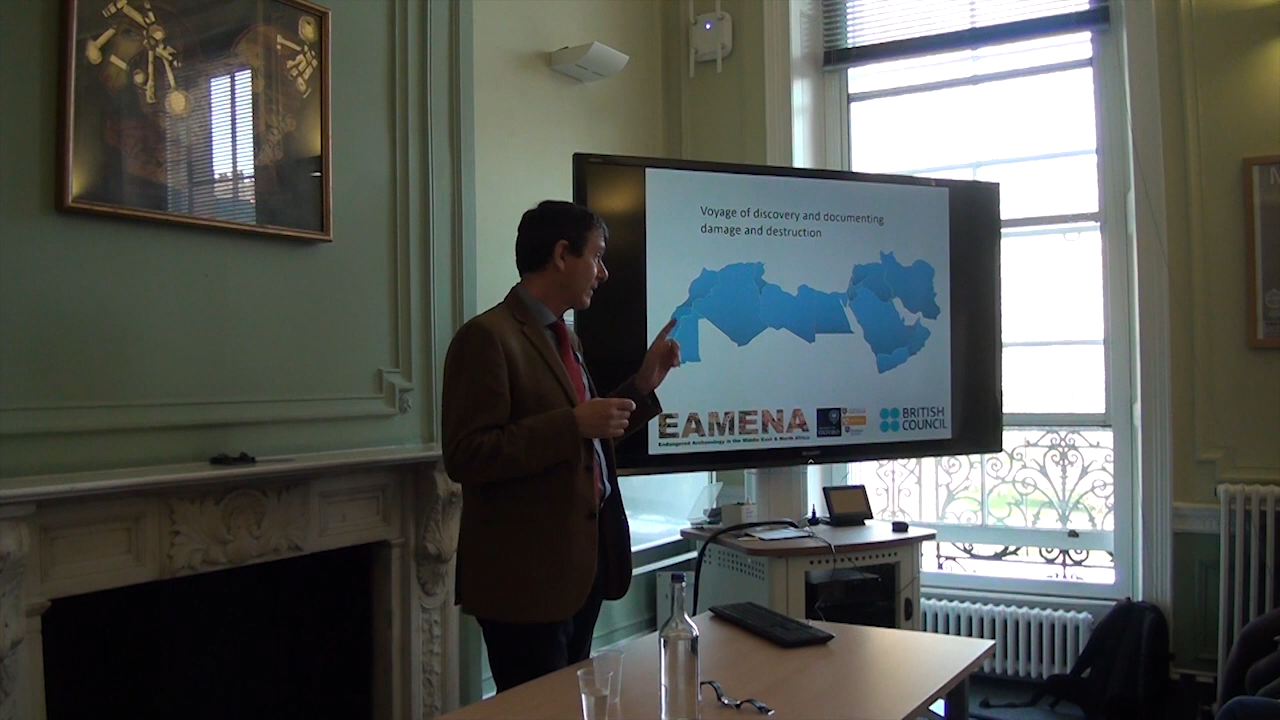 Voyage of discovery and documenting
damage and destruction
EAMENA
Endangered Archaeology in the Middle East & North Africa
BRITISH
COUNCIL